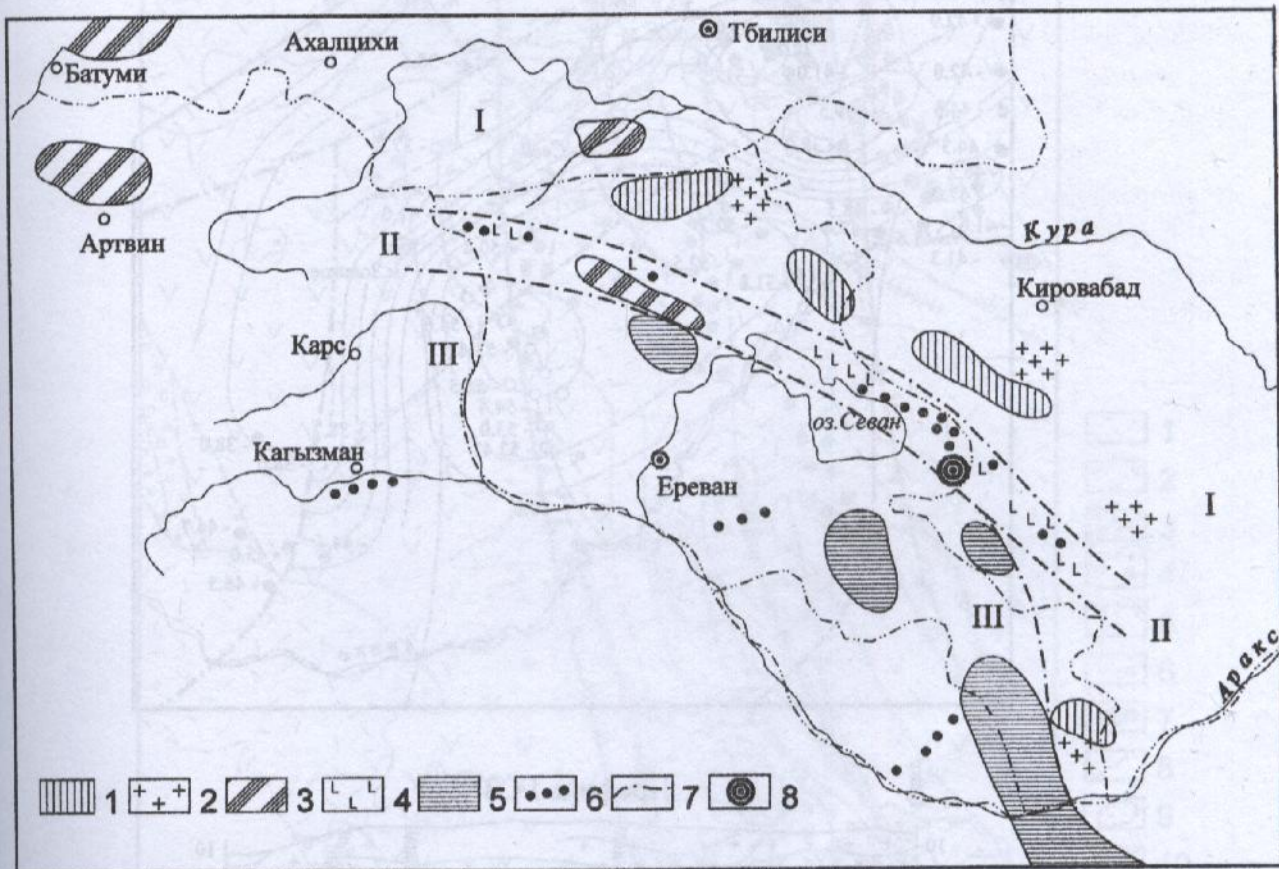 Ахалцихи
Тбилиси
Батуми
I
Артвин
II
Кура
Кировабад
Карс
III
оз.Севан
Кагызман
Ереван
I
III
II
Аракс
1 2 3 4 5 6 7 8